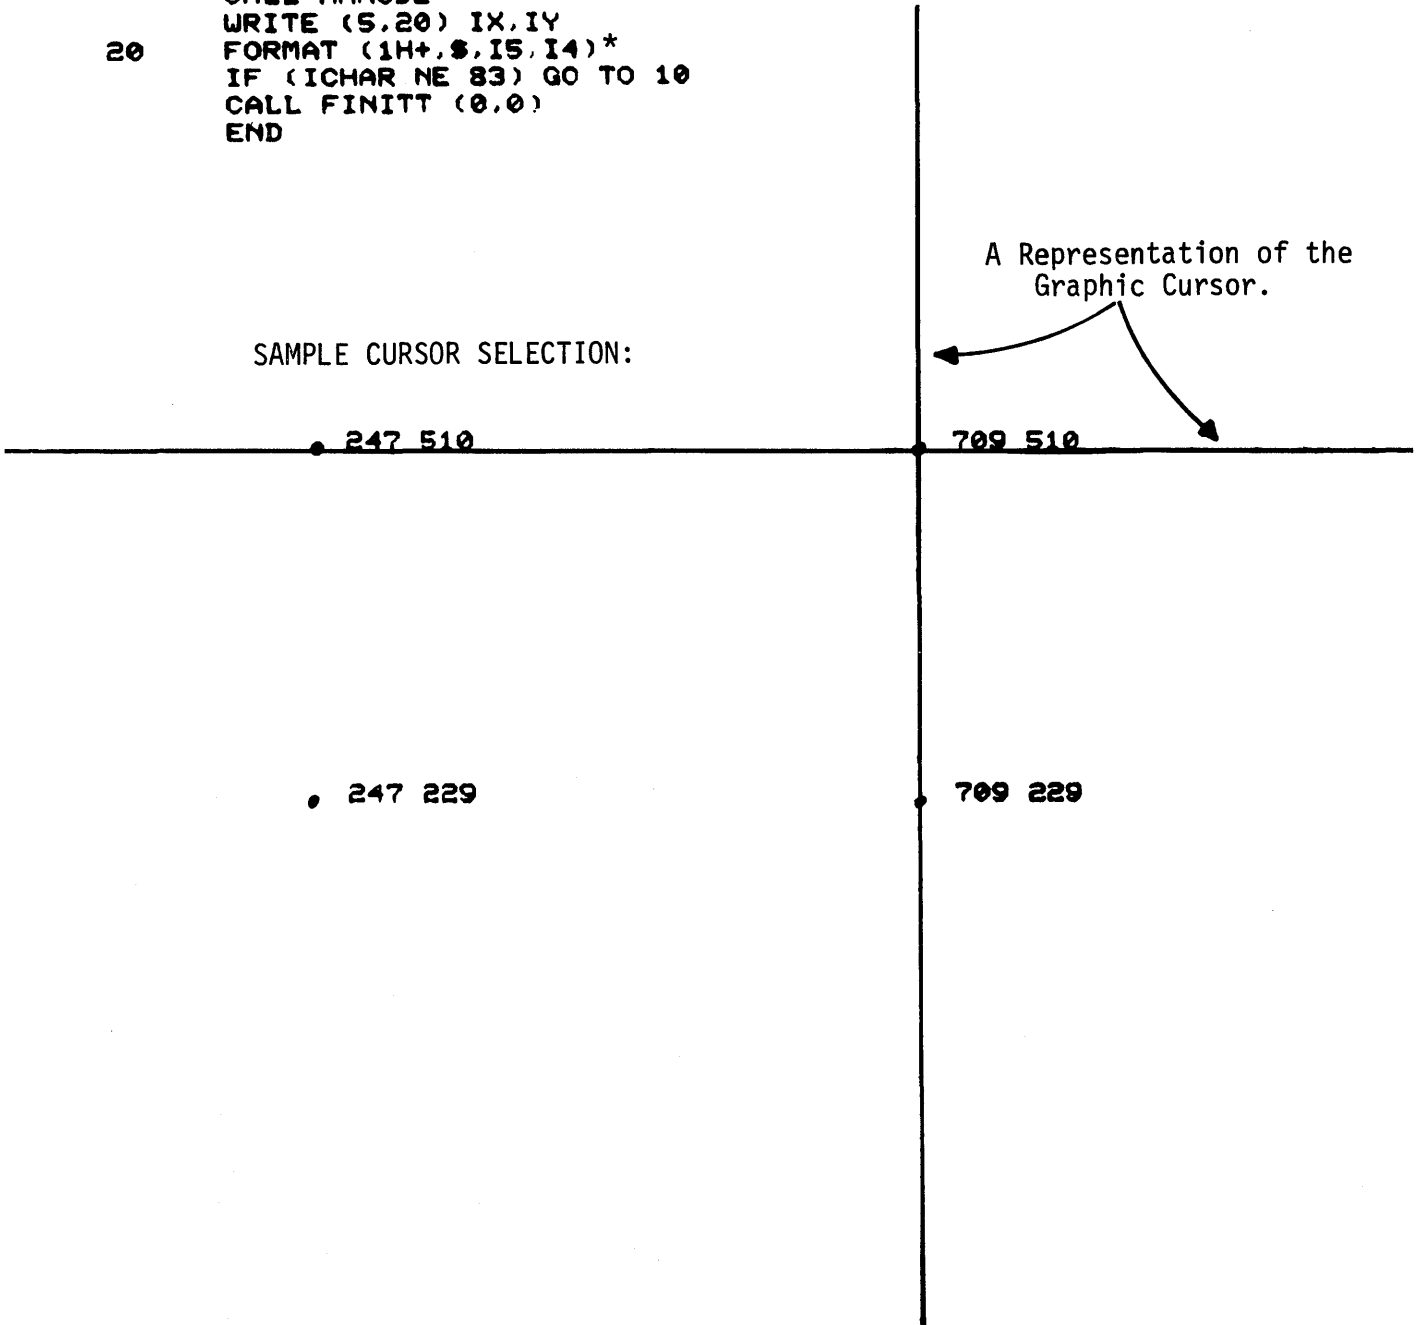 WRITE (5,20) IX,IY
20 FORMAT (1H+,$,I5,I4)*
IF (ICHAR NE 83) GO TO 10
CALL FINITT (0,0)
END
A Representation of the
Graphic Cursor.
SAMPLE CURSOR SELECTION:
247 510
709 510
247 229
709 229